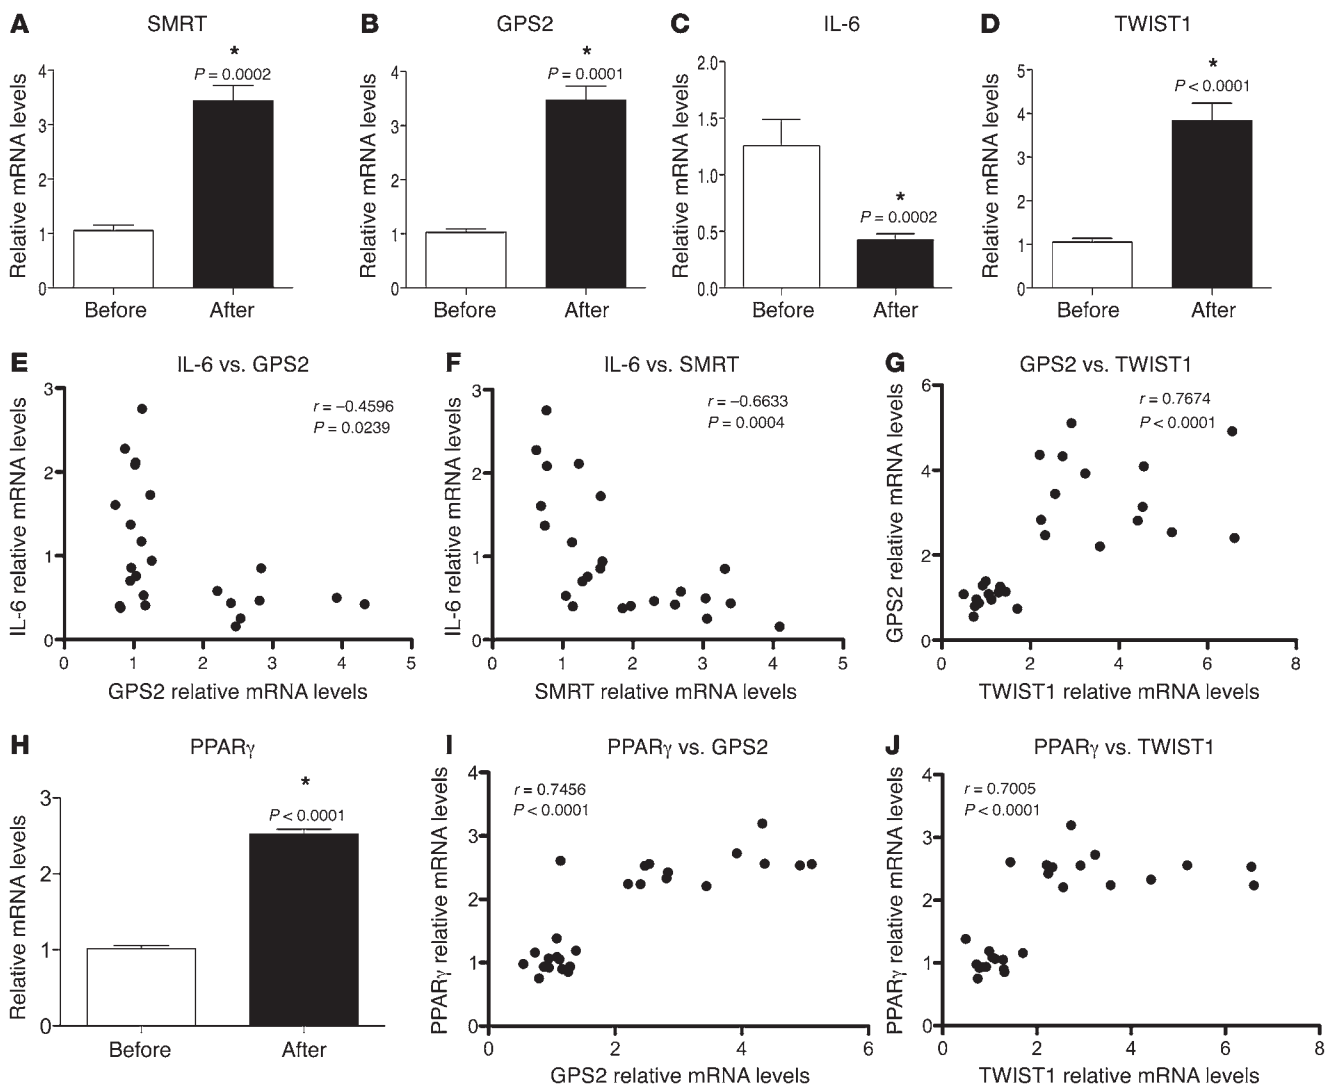 A SMRT
Relative mRNA levels
4
3
2
1
0
*
P = 0.0002
Before After
B GPS2
Relative mRNA levels
4
3
2
1
0
*
P = 0.0001
Before After
C IL-6
Relative mRNA levels
2.0
1.5
1.0
0.5
0.0
*
P = 0.0002
Before After
D TWIST1
Relative mRNA levels
5
4
3
2
1
0
*
P < 0.0001
Before After
E IL-6 vs. GPS2
IL-6 relative mRNA levels
3
2
1
0
r = –0.4596
P = 0.0239
0 1 2 3 4 5
GPS2 relative mRNA levels
F IL-6 vs. SMRT
IL-6 relative mRNA levels
3
2
1
0
r = –0.6633
P = 0.0004
0 1 2 3 4 5
SMRT relative mRNA levels
G GPS2 vs. TWIST1
GPS2 relative mRNA levels
6
4
2
0
r = 0.7674
P < 0.0001
0 2 4 6 8
TWIST1 relative mRNA levels
H PPARγ
Relative mRNA levels
3
2
1
0
*
P < 0.0001
Before After
I PPARγ vs. GPS2
PPARγ relative mRNA levels
4
3
2
1
0
r = 0.7456
P < 0.0001
0 2 4 6
GPS2 relative mRNA levels
J PPARγ vs. TWIST1
PPARγ relative mRNA levels
4
3
2
1
0
r = 0.7005
P < 0.0001
0 2 4 6 8
TWIST1 relative mRNA levels